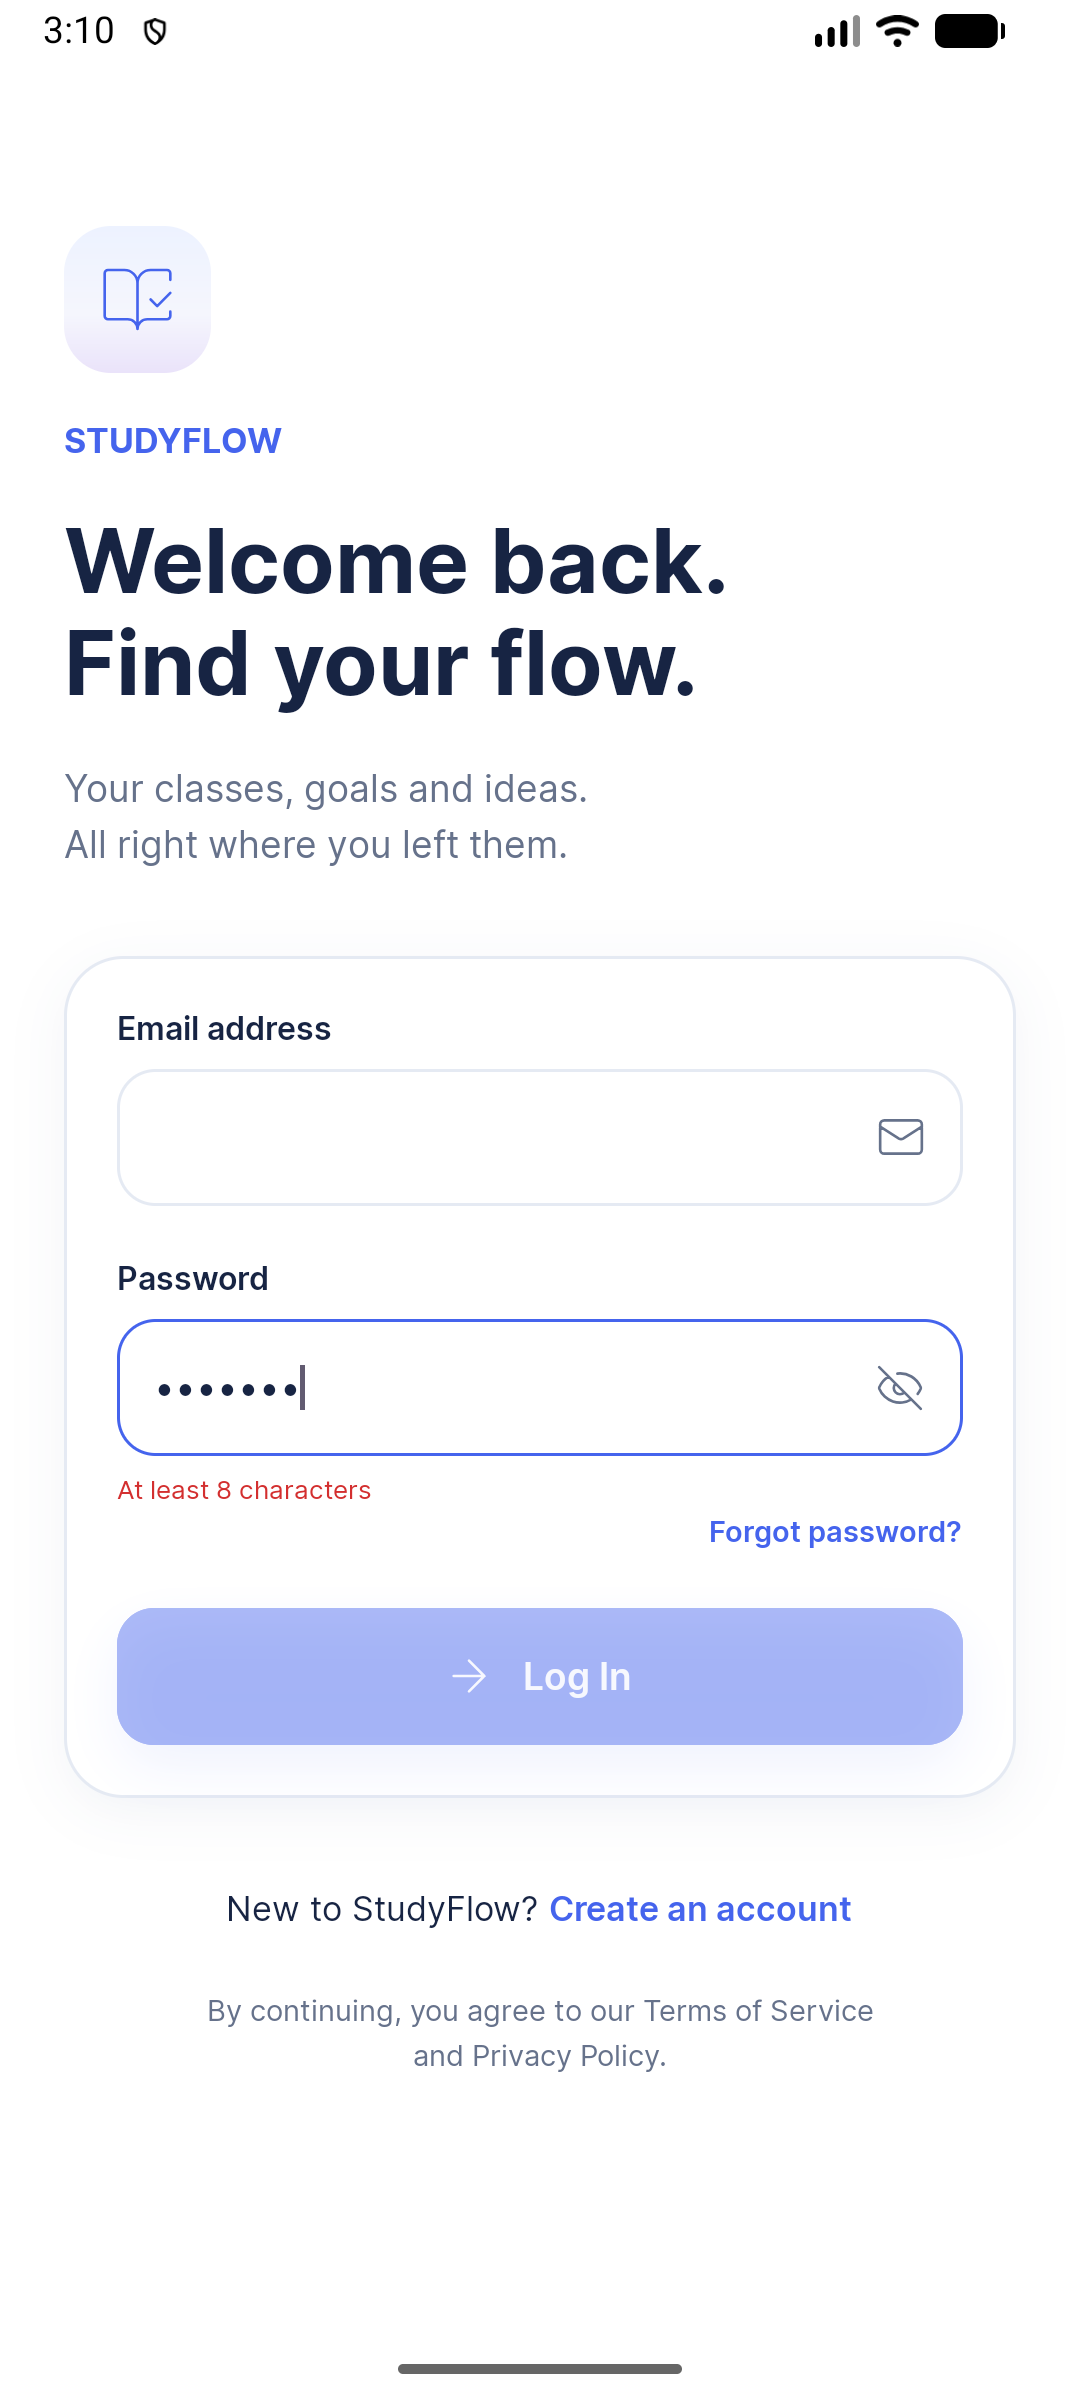 3:10
STUDYFLOW
Welcome back.
Find your flow.
Your classes, goals and ideas.
All right where you left them.
Email address
Password
•••••••
At least 8 characters
Forgot password?
Log In
New to StudyFlow? Create an account
By continuing, you agree to our Terms of Service
and Privacy Policy.